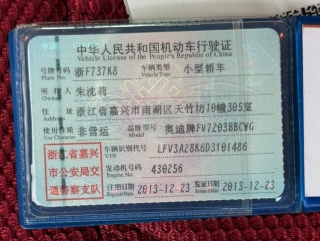 中华人民共和国机动车行驶证
Vehicle License of the People's Republic of China
号牌号码 浙F737K8 车辆类型 小型轿车
Plate No. Vehicle Type
所有人 朱沈莉
Owner
住址 浙江省嘉兴市南湖区天竹坊10幢305室
Address
使用性质 非营运 品牌型号 奥迪牌FV7203BBCWG
Use Character Model
浙江省嘉兴 车辆识别代号 LFV3A28K6D3101486
VIN
市公安局交 发动机号码 430256
Engine No.
通警察支队 注册日期 2013-12-23 发证日期 2013-12-23
Register Date Issue Date